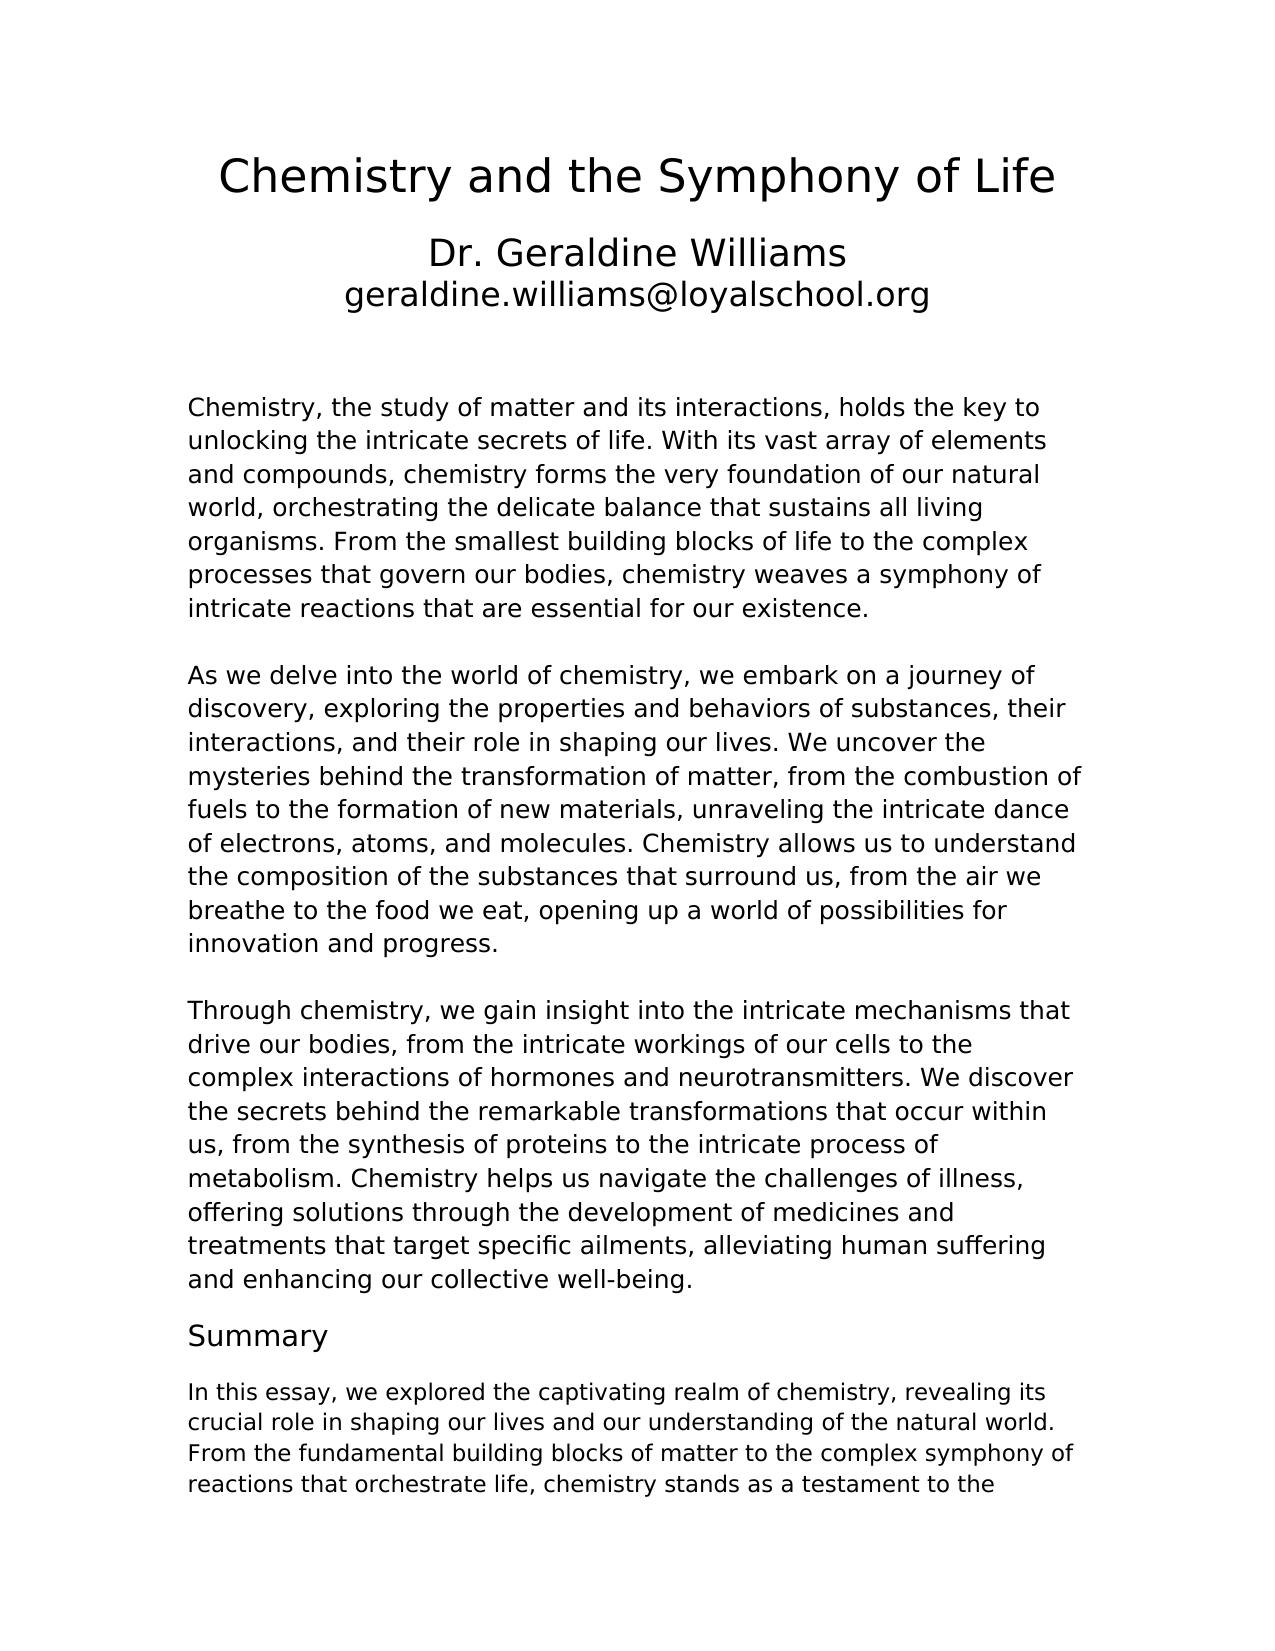 Chemistry and the Symphony of Life
Dr. Geraldine Williams
geraldine.williams@loyalschool.org
Chemistry, the study of matter and its interactions, holds the key to
unlocking the intricate secrets of life. With its vast array of elements
and compounds, chemistry forms the very foundation of our natural
world, orchestrating the delicate balance that sustains all living
organisms. From the smallest building blocks of life to the complex
processes that govern our bodies, chemistry weaves a symphony of
intricate reactions that are essential for our existence.
As we delve into the world of chemistry, we embark on a journey of
discovery, exploring the properties and behaviors of substances, their
interactions, and their role in shaping our lives. We uncover the
mysteries behind the transformation of matter, from the combustion of
fuels to the formation of new materials, unraveling the intricate dance
of electrons, atoms, and molecules. Chemistry allows us to understand
the composition of the substances that surround us, from the air we
breathe to the food we eat, opening up a world of possibilities for
innovation and progress.
Through chemistry, we gain insight into the intricate mechanisms that
drive our bodies, from the intricate workings of our cells to the
complex interactions of hormones and neurotransmitters. We discover
the secrets behind the remarkable transformations that occur within
us, from the synthesis of proteins to the intricate process of
metabolism. Chemistry helps us navigate the challenges of illness,
offering solutions through the development of medicines and
treatments that target specific ailments, alleviating human suffering
and enhancing our collective well-being.
Summary
In this essay, we explored the captivating realm of chemistry, revealing its
crucial role in shaping our lives and our understanding of the natural world.
From the fundamental building blocks of matter to the complex symphony of
reactions that orchestrate life, chemistry stands as a testament to the